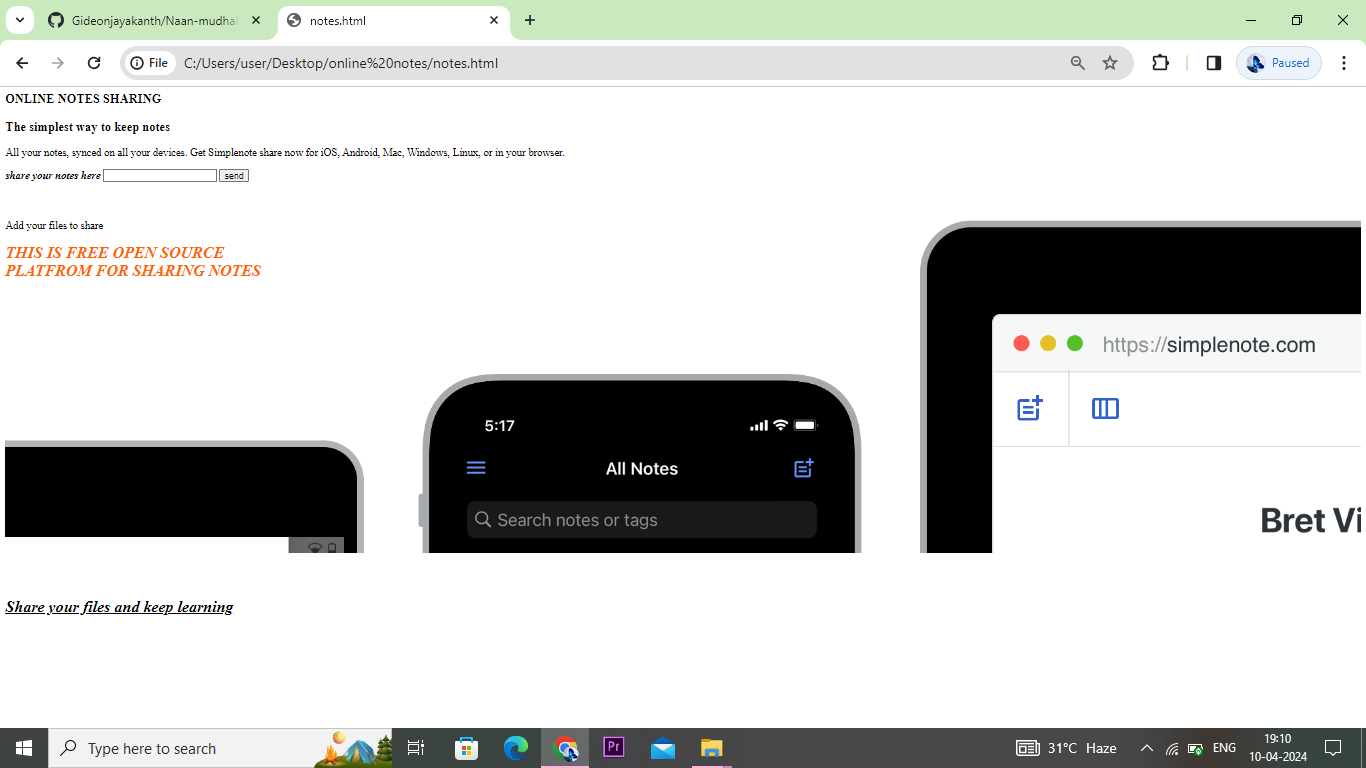 Gideonjayakanth/Naan-mudhal
notes.html
File
C:/Users/user/Desktop/online%20notes/notes.html
Paused
ONLINE NOTES SHARING
The simplest way to keep notes
All your notes, synced on all your devices. Get Simplenote share now for iOS, Android, Mac, Windows, Linux, or in your browser.
share your notes here send
Add your files to share
THIS IS FREE OPEN SOURCE
PLATFROM FOR SHARING NOTES
https://simplenote.com
5:17
All Notes
Search notes or tags
Bret Vi
Share your files and keep learning
Type here to search
Pr
31°C Haze
ENG
19:10
10-04-2024